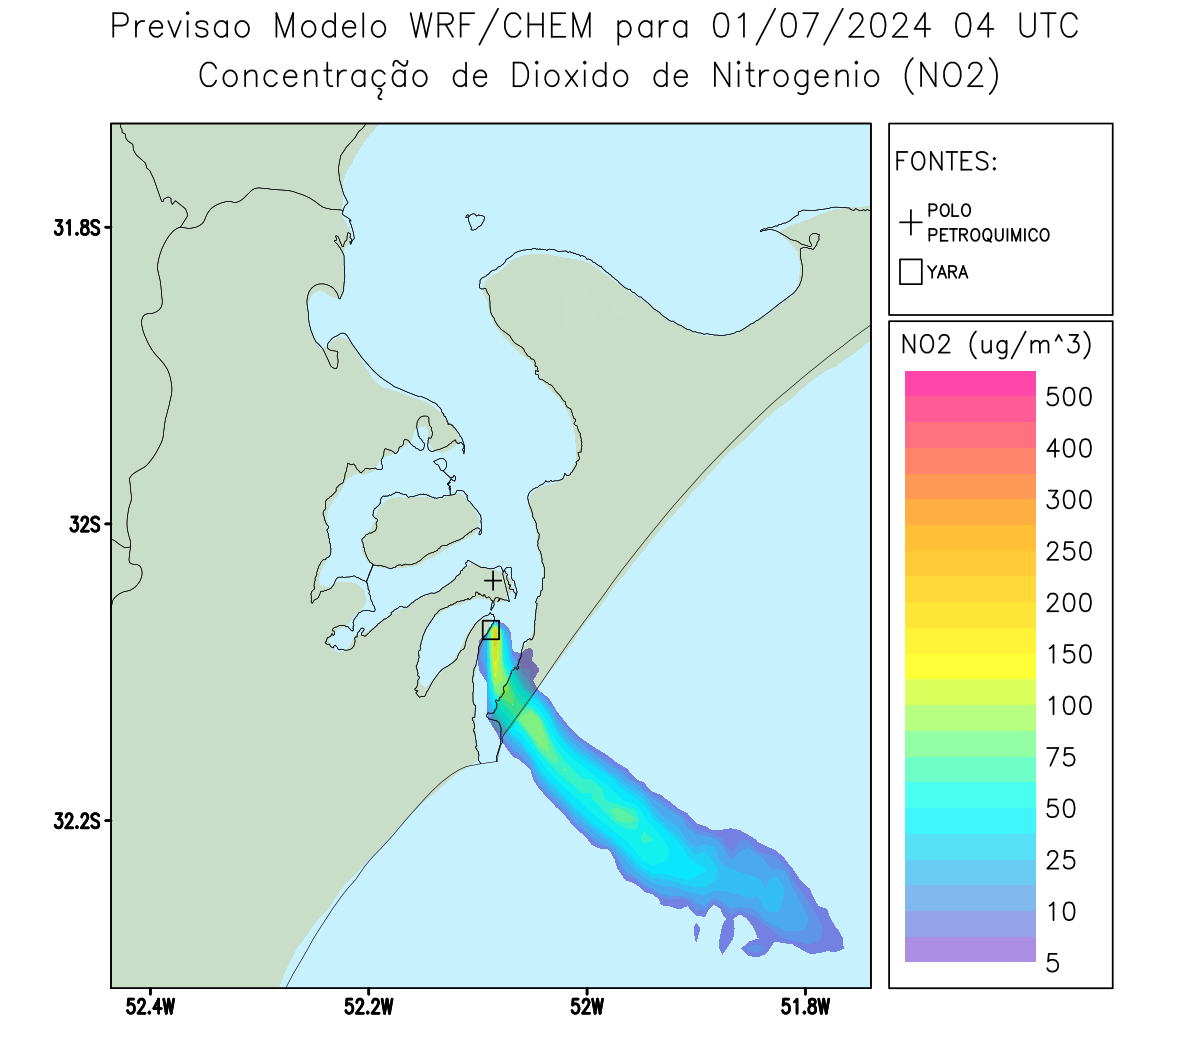 Previsao Modelo WRF/CHEM para 01/07/2024 04 UTC
Concentração de Dioxido de Nitrogenio (NO2)
FONTES:
POLO
PETROQUIMICO
YARA
NO2 (ug/m^3)
500
400
300
250
200
150
100
75
50
25
10
5
31.8S
32S
32.2S
52.4W
52.2W
52W
51.8W